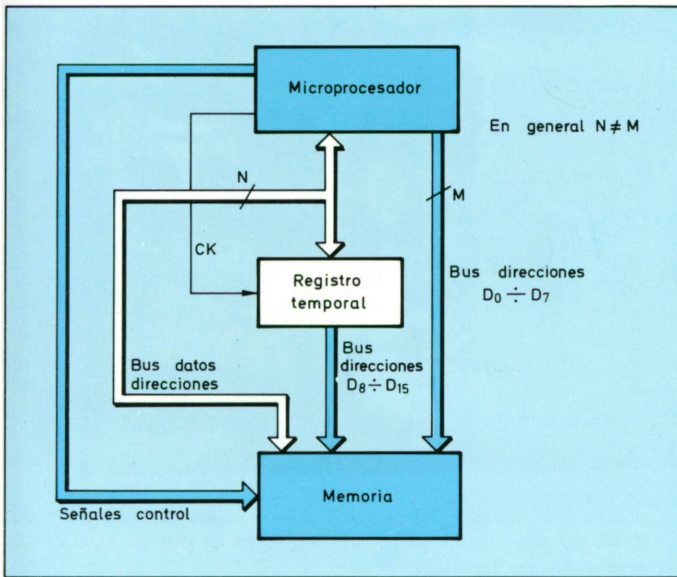 Microprocesador
En general N ≠ M
N
M
CK
Registro
temporal
Bus direcciones
D₀ ÷ D₇
Bus datos
direcciones
Bus
direcciones
D₈ ÷ D₁₅
Memoria
Señales control